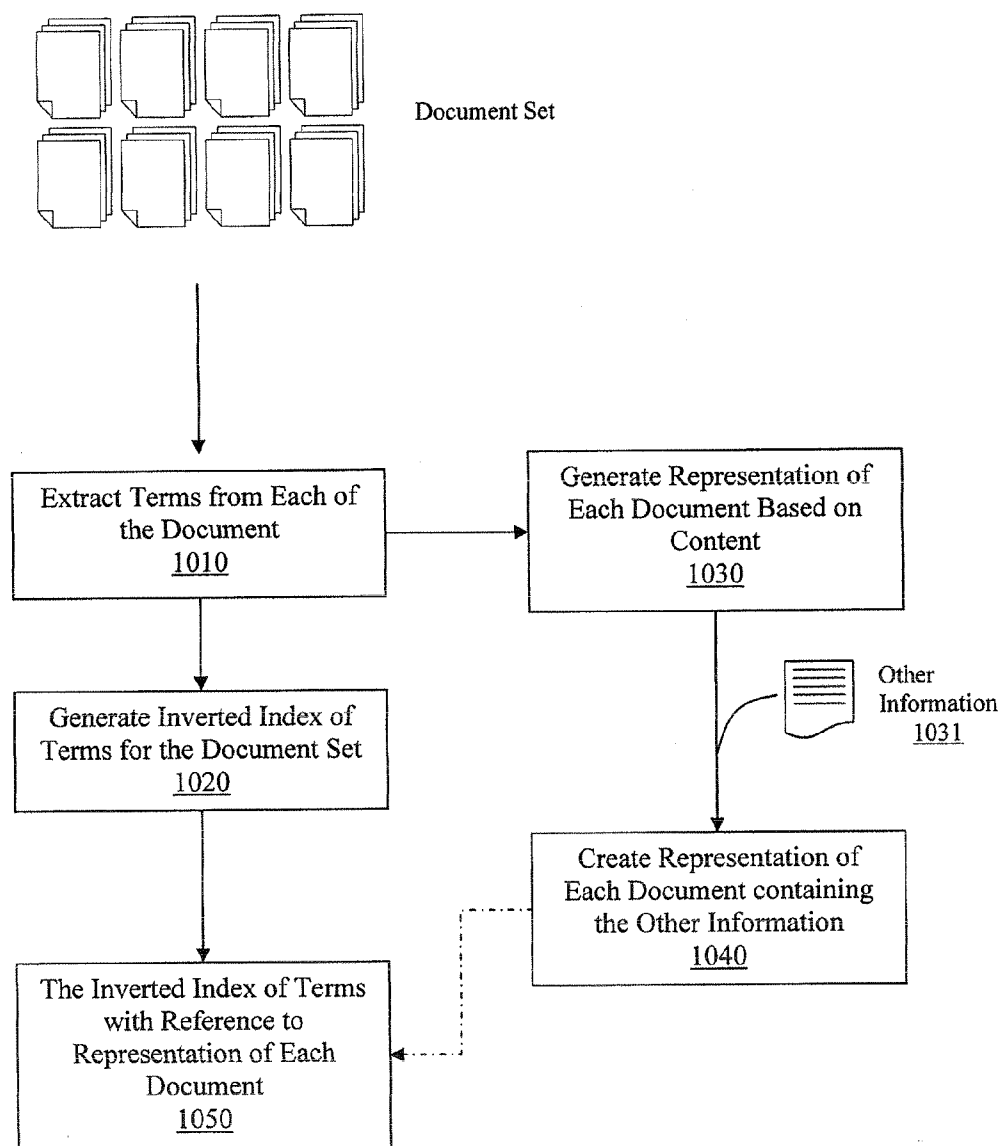 Document Set
Extract Terms from Each of
the Document
1010
Generate Representation of
Each Document Based on
Content
1030
Generate Inverted Index of
Terms for the Document Set
1020
Other
Information
1031
Create Representation of
Each Document containing
the Other Information
1040
The Inverted Index of Terms
with Reference to
Representation of Each
Document
1050